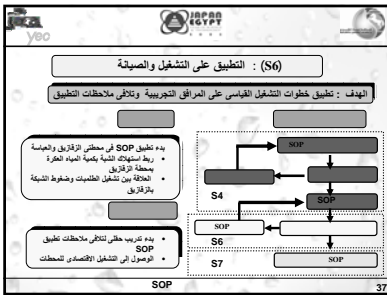 jica
yec
JAPAN
EGYPT
(S6) : التطبيق على التشغيل والصيانة
الهدف : تطبيق خطوات التشغيل القياسى على المرافق التجريبية وتلافى ملاحظات التطبيق
بدء تطبيق SOP فى محطتى الزقازيق والعباسة
• ربط استهلاك الشبة بكمية المياه العكرة
بمحطة الزقازيق
• العلاقة بين تشغيل الطلمبات وضغوط الشبكة
بالزقازيق
SOP
SOP
S4
SOP
S6
• بدء تدريب حقلى لتلافى ملاحظات تطبيق
SOP
• الوصول إلى التشغيل الاقتصادى للمحطات
S7
SOP
SOP
37